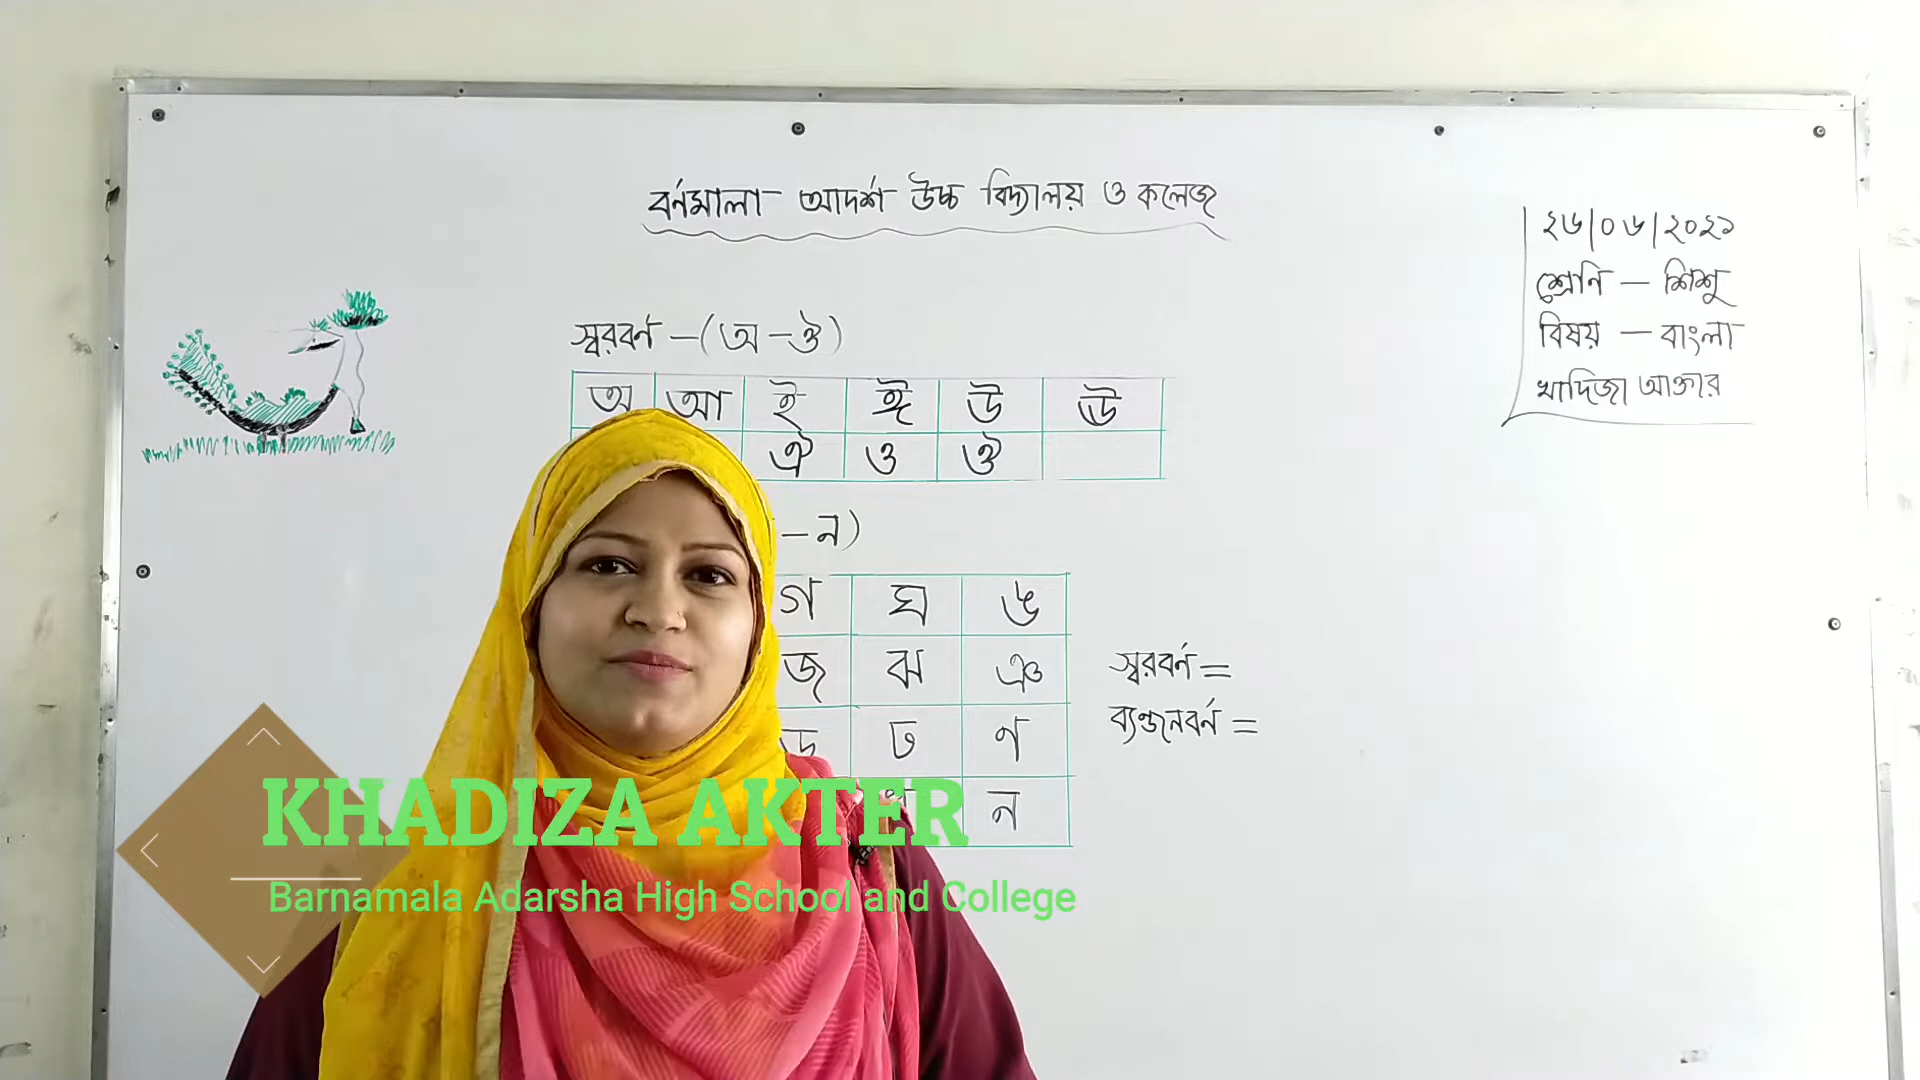 বর্নমালা আদর্শ উচ্চ বিদ্যালয় ও কলেজ
২৬/০৬/২০২১
শ্রেনি - শিশু
বিষয় - বাংলা
খাদিজা আক্তার
স্বরবর্ন - (অ - ঔ)
অ আ ই ঈ উ ঊ
ঐ ও ঔ
- ন)
গ ঘ ঙ
জ ঝ ঞ
ড ঢ ণ
ন
স্বরবর্ন =
ব্যঞ্জনবর্ন =
KHADIZA AKTER
Barnamala Adarsha High School and College